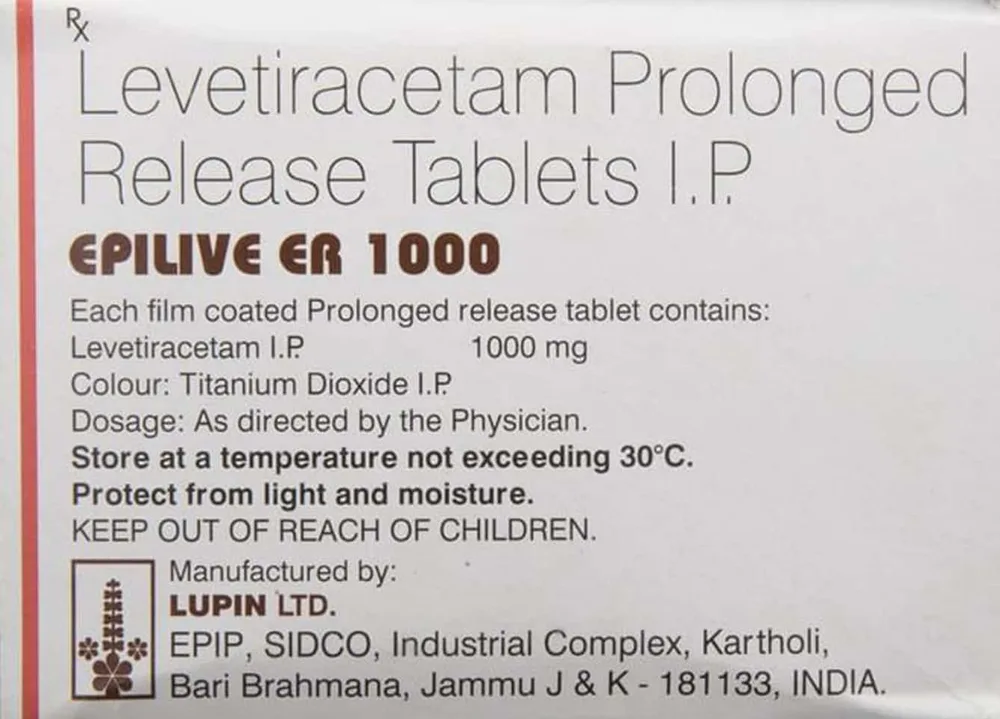 Rx
Levetiracetam Prolonged
Release Tablets I.P.
EPILIVE ER 1000
Each film coated Prolonged release tablet contains:
Levetiracetam I.P. 1000 mg
Colour: Titanium Dioxide I.P.
Dosage: As directed by the Physician.
Store at a temperature not exceeding 30°C.
Protect from light and moisture.
KEEP OUT OF REACH OF CHILDREN.
Manufactured by:
LUPIN LTD.
EPIP, SIDCO, Industrial Complex, Kartholi,
Bari Brahmana, Jammu J & K - 181133, INDIA.